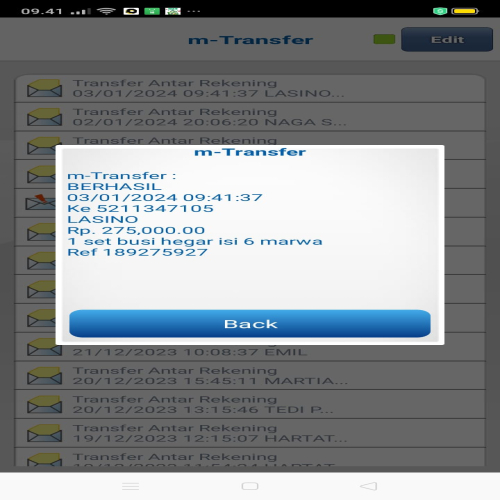 09.41
m-Transfer
Edit
Transfer Antar Rekening
03/01/2024 09:41:37 LASINO...
Transfer Antar Rekening
02/01/2024 20:06:20 NAGA S...
Transfer Antar Rekening
m-Transfer
m-Transfer :
BERHASIL
03/01/2024 09:41:37
Ke 5211347105
LASINO
Rp. 275,000.00
1 set busi hegar isi 6 marwa
Ref 189275927
Back
21/12/2023 10:08:37 EMIL
Transfer Antar Rekening
20/12/2023 15:45:11 MARTIA...
Transfer Antar Rekening
20/12/2023 13:15:46 TEDI P...
Transfer Antar Rekening
19/12/2023 12:15:07 HARTAT...
Transfer Antar Rekening